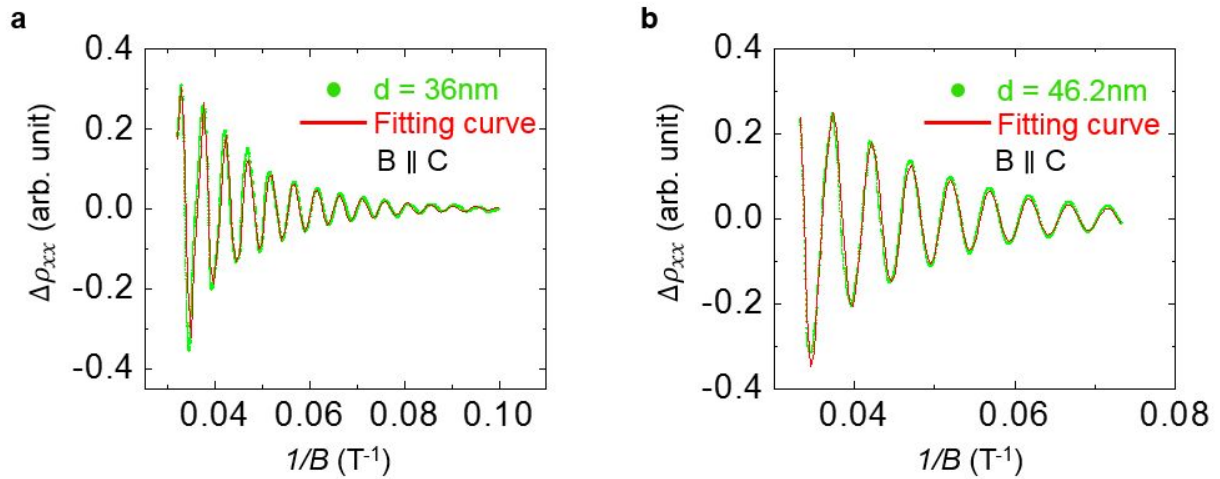 a
0.4
0.2
0.0
-0.2
-0.4
Δρxx (arb. unit)
d = 36nm
Fitting curve
B ∥ C
0.04 0.06 0.08 0.10
1/B (T-1)
b
0.4
0.2
0.0
-0.2
-0.4
Δρxx (arb. unit)
d = 46.2nm
Fitting curve
B ∥ C
0.04 0.06 0.08
1/B (T-1)